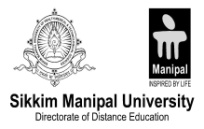 Manipal
INSPIRED BY LIFE
Sikkim Manipal University
Directorate of Distance Education